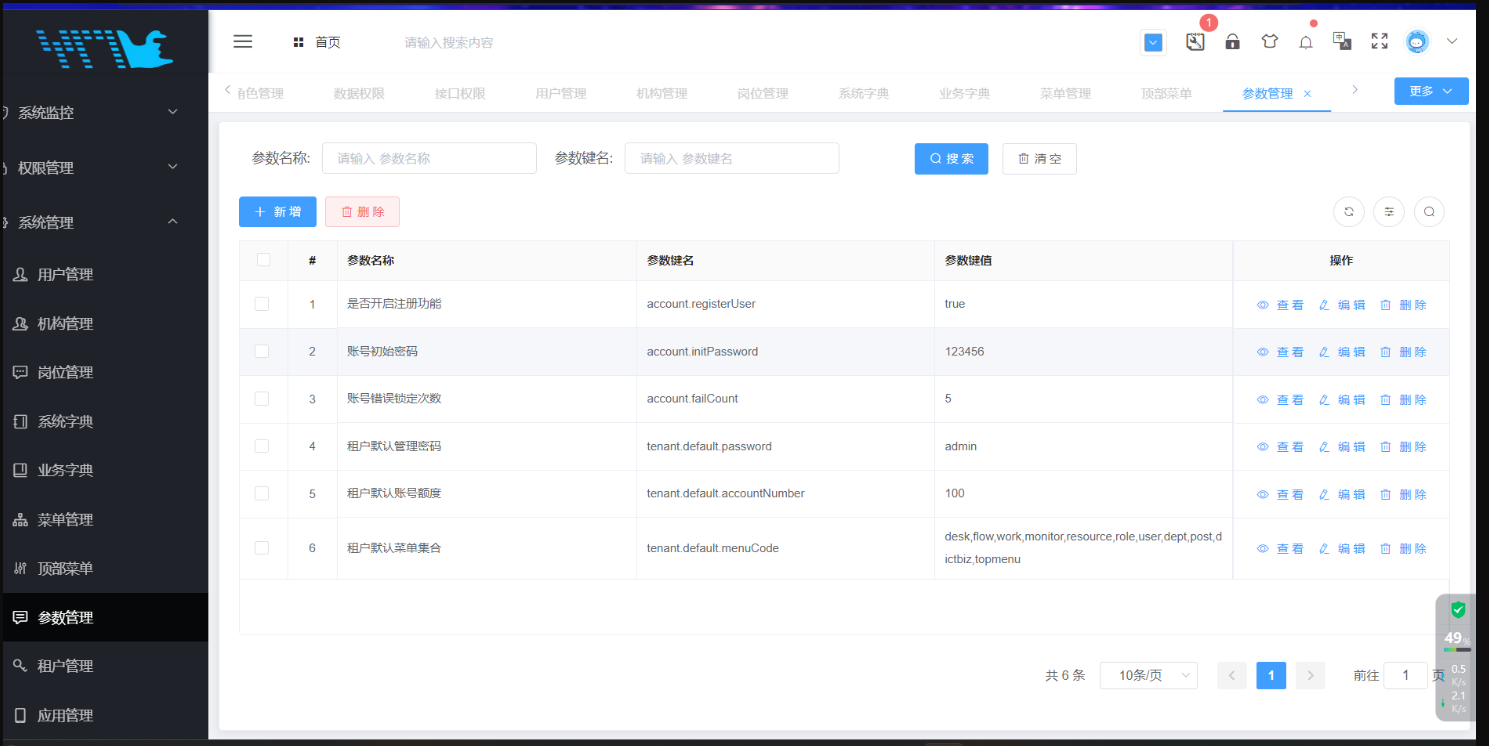 首页
请输入搜索内容
1
中
A
系统监控
权限管理
系统管理
用户管理
机构管理
岗位管理
系统字典
业务字典
菜单管理
顶部菜单
参数管理
租户管理
应用管理
角色管理 数据权限 接口权限 用户管理 机构管理 岗位管理 系统字典 业务字典 菜单管理 顶部菜单 参数管理 × 更多
参数名称: 请输入 参数名称 参数键名: 请输入 参数键名 搜 索 清 空
新 增 删 除
# 参数名称 参数键名 参数键值 操作
1 是否开启注册功能 account.registerUser true 查 看 编 辑 删 除
2 账号初始密码 account.initPassword 123456 查 看 编 辑 删 除
3 账号错误锁定次数 account.failCount 5 查 看 编 辑 删 除
4 租户默认管理密码 tenant.default.password admin 查 看 编 辑 删 除
5 租户默认账号额度 tenant.default.accountNumber 100 查 看 编 辑 删 除
6 租户默认菜单集合 tenant.default.menuCode desk,flow,work,monitor,resource,role,user,dept,post,d
ictbiz,topmenu 查 看 编 辑 删 除
共 6 条 10条/页 1 前往 1 页
49%
0.5
K/s
2.1
K/s